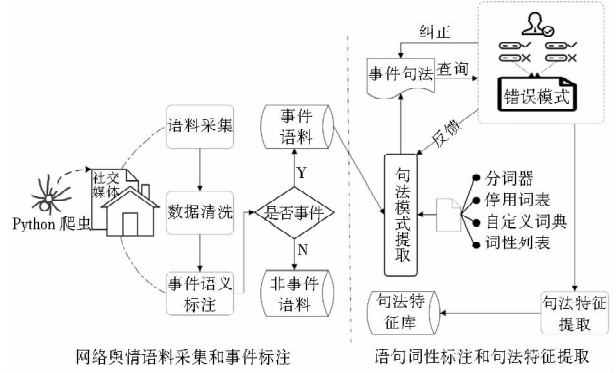 语料采集
社交
媒体
Python 爬虫
数据清洗
事件语义
标注
事件
语料
Y
是否事件
N
非事件
语料
网络舆情语料采集和事件标注
纠正
事件句法
查询
错误模式
反馈
句法模式提取
分词器
停用词表
自定义词典
词性列表
句法特
征库
句法特征
提取
语句词性标注和句法特征提取